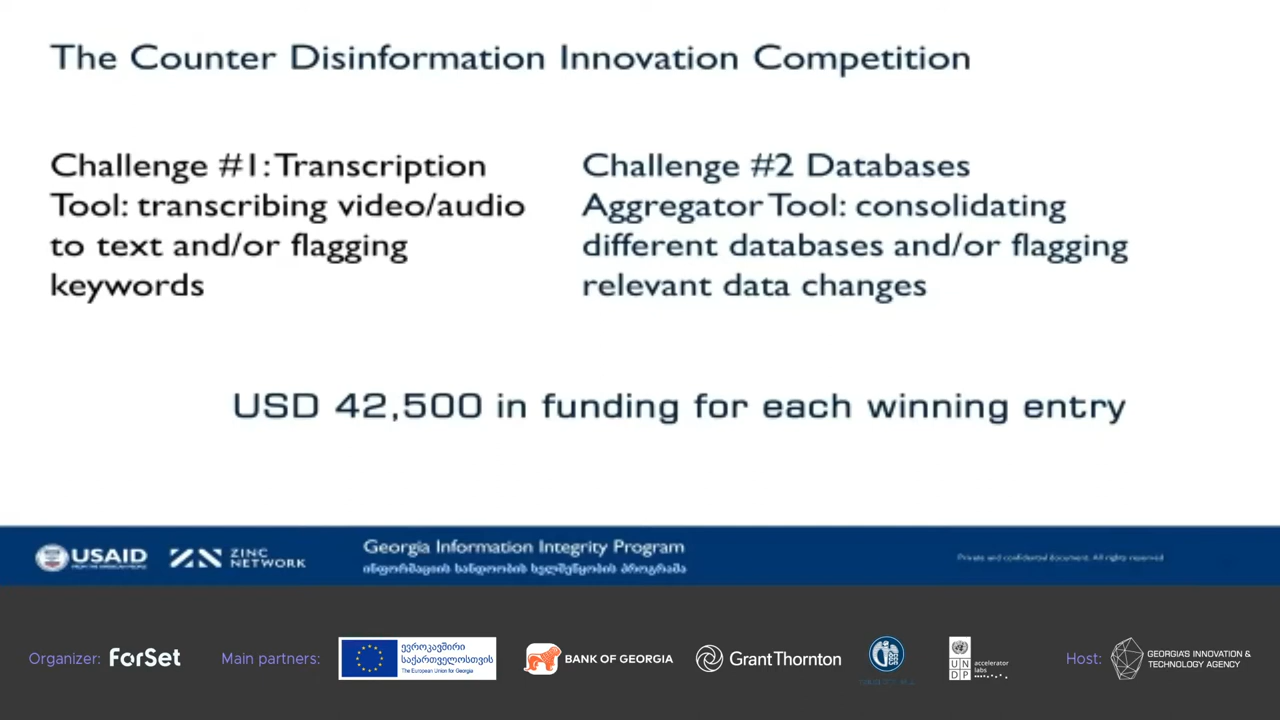 The Counter Disinformation Innovation Competition
Challenge #1: Transcription
Tool: transcribing video/audio
to text and/or flagging
keywords
Challenge #2 Databases
Aggregator Tool: consolidating
different databases and/or flagging
relevant data changes
USD 42,500 in funding for each winning entry
USAID
FROM THE AMERICAN PEOPLE
ZINC
NETWORK
Georgia Information Integrity Program
ინფორმაციის სანდოობის ხელშეწყობის პროგრამა
Private and confidential document. All rights reserved
Organizer: ForSet
Main partners:
ევროკავშირი
საქართველოსთვის
The European Union for Georgia
BANK OF GEORGIA
Grant Thornton
UN
DP
accelerator
labs
Host:
GEORGIA'S INNOVATION &
TECHNOLOGY AGENCY